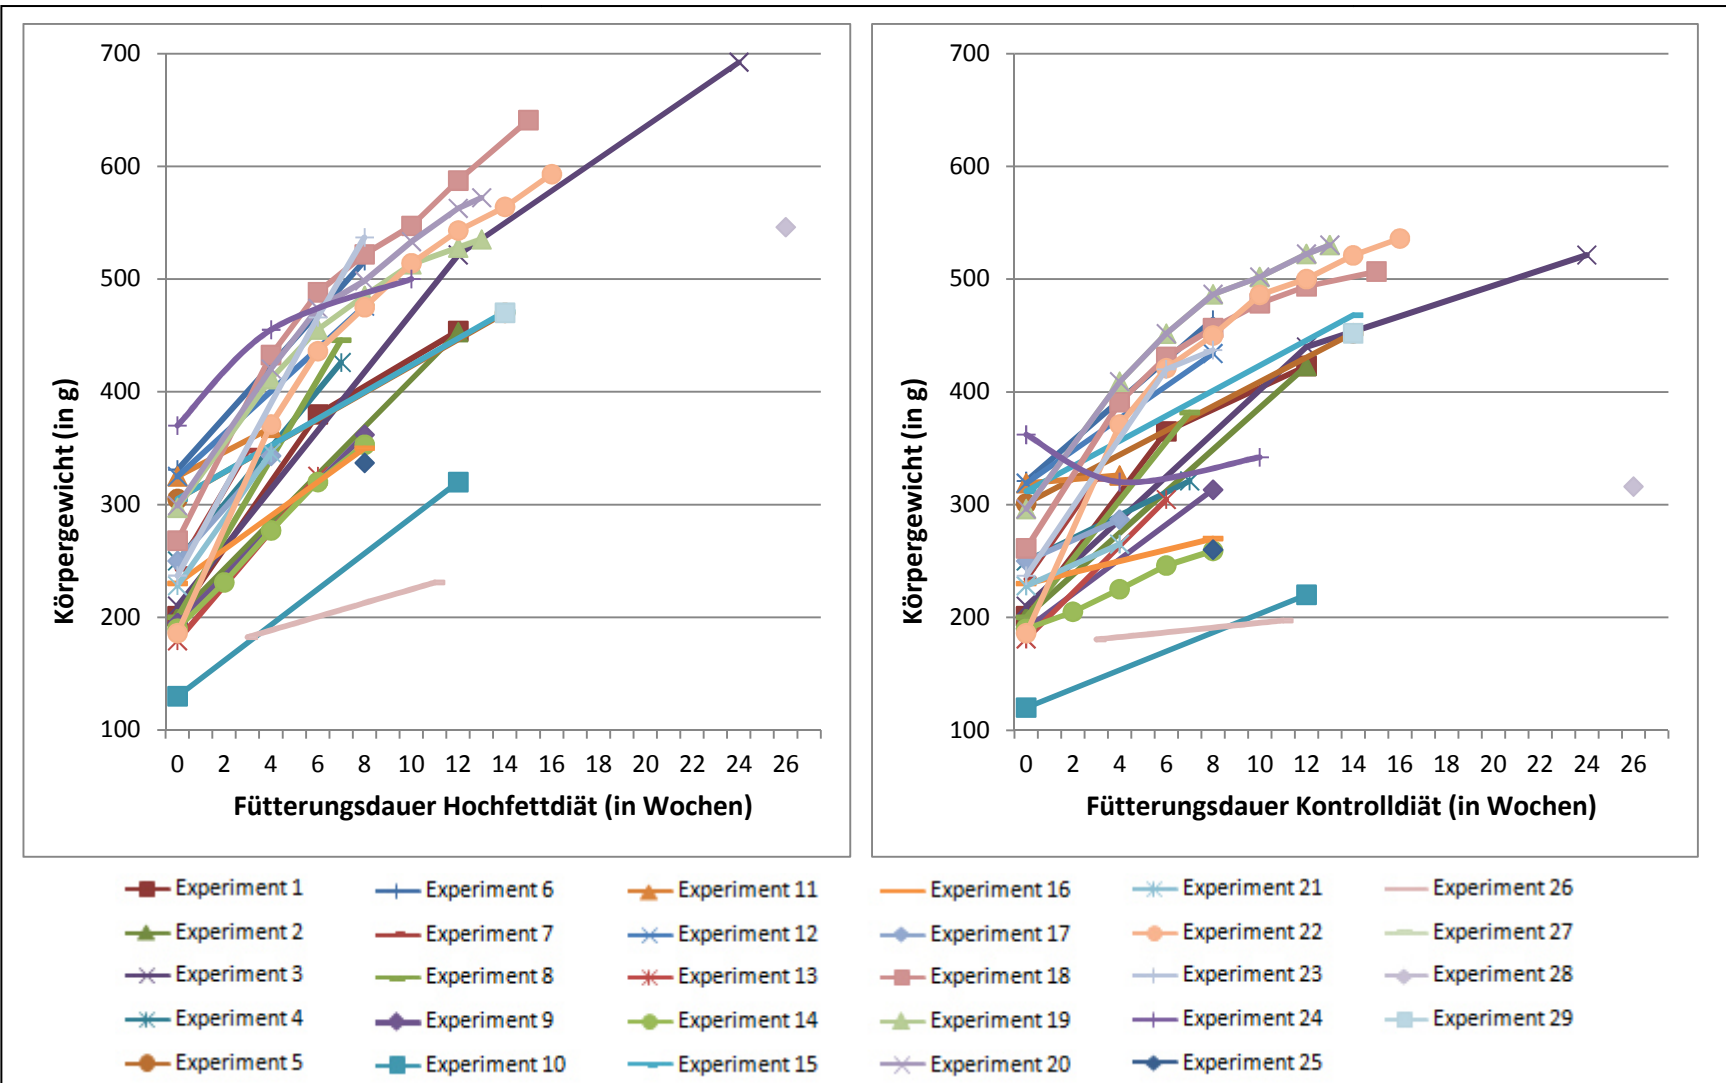 Körpergewicht (in g)
700
600
500
400
300
200
100
0 2 4 6 8 10 12 14 16 18 20 22 24 26
Fütterungsdauer Hochfettdiät (in Wochen)
Körpergewicht (in g)
700
600
500
400
300
200
100
0 2 4 6 8 10 12 14 16 18 20 22 24 26
Fütterungsdauer Kontrolldiät (in Wochen)
Experiment 1 Experiment 6 Experiment 11 Experiment 16 Experiment 21 Experiment 26
Experiment 2 Experiment 7 Experiment 12 Experiment 17 Experiment 22 Experiment 27
Experiment 3 Experiment 8 Experiment 13 Experiment 18 Experiment 23 Experiment 28
Experiment 4 Experiment 9 Experiment 14 Experiment 19 Experiment 24 Experiment 29
Experiment 5 Experiment 10 Experiment 15 Experiment 20 Experiment 25